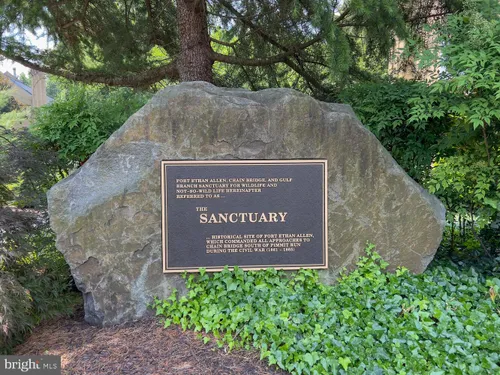 FORT ETHAN ALLEN, CHAIN BRIDGE, AND GULF
BRANCH SANCTUARY FOR WILDLIFE AND
NOT-SO-WILD LIFE HEREINAFTER
REFERRED TO AS ...
THE
SANCTUARY
... HISTORICAL SITE OF FORT ETHAN ALLEN,
WHICH COMMANDED ALL APPROACHES TO
CHAIN BRIDGE SOUTH OF PIMMIT RUN
DURING THE CIVIL WAR (1861 - 1865)
bright MLS